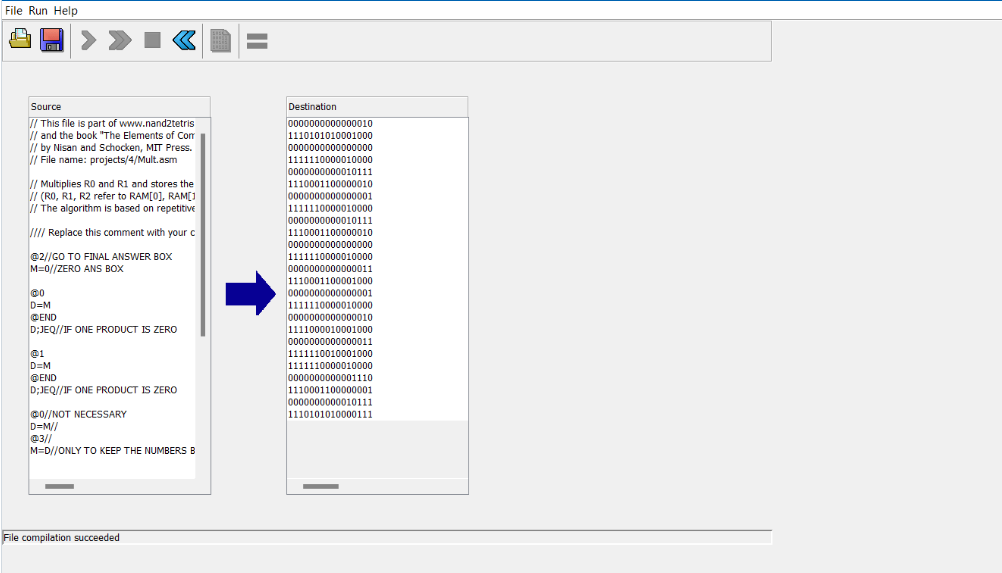 File Run Help
Source
// This file is part of www.nand2tetris
// and the book "The Elements of Com
// by Nisan and Schocken, MIT Press.
// File name: projects/4/Mult.asm
// Multiplies R0 and R1 and stores the
// (R0, R1, R2 refer to RAM[0], RAM[1
// The algorithm is based on repetitive
//// Replace this comment with your c
@2//GO TO FINAL ANSWER BOX
M=0//ZERO ANS BOX
@0
D=M
@END
D;JEQ//IF ONE PRODUCT IS ZERO
@1
D=M
@END
D;JEQ//IF ONE PRODUCT IS ZERO
@0//NOT NECESSARY
D=M//
@3//
M=D//ONLY TO KEEP THE NUMBERS B
Destination
0000000000000010
1110101010001000
0000000000000000
1111110000010000
0000000000010111
1110001100000010
0000000000000001
1111110000010000
0000000000010111
1110001100000010
0000000000000000
1111110000010000
0000000000000011
1110001100001000
0000000000000001
1111110000010000
0000000000000010
1111000010001000
0000000000000011
1111110010001000
1111110000010000
0000000000001110
1110001100000001
0000000000010111
1110101010000111
File compilation succeeded